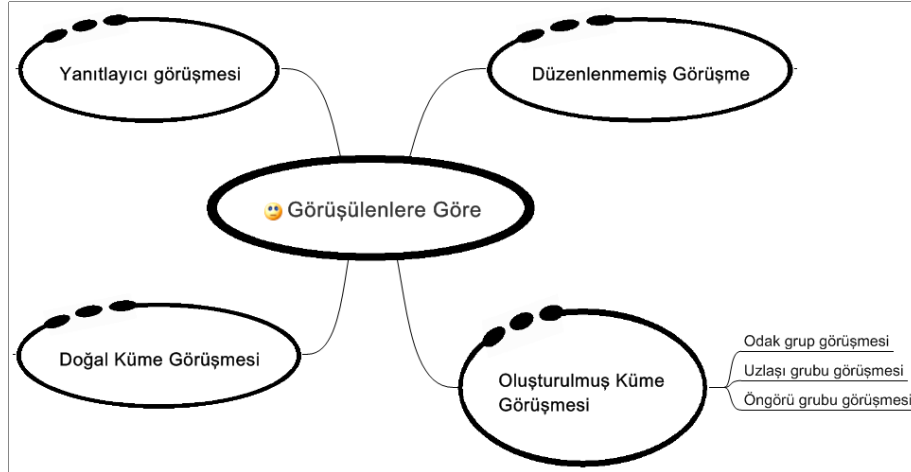 Yanıtlayıcı görüşmesi
Düzenlenmemiş Görüşme
Görüşülenlere Göre
Doğal Küme Görüşmesi
Oluşturulmuş Küme
Görüşmesi
Odak grup görüşmesi
Uzlaşı grubu görüşmesi
Öngörü grubu görüşmesi